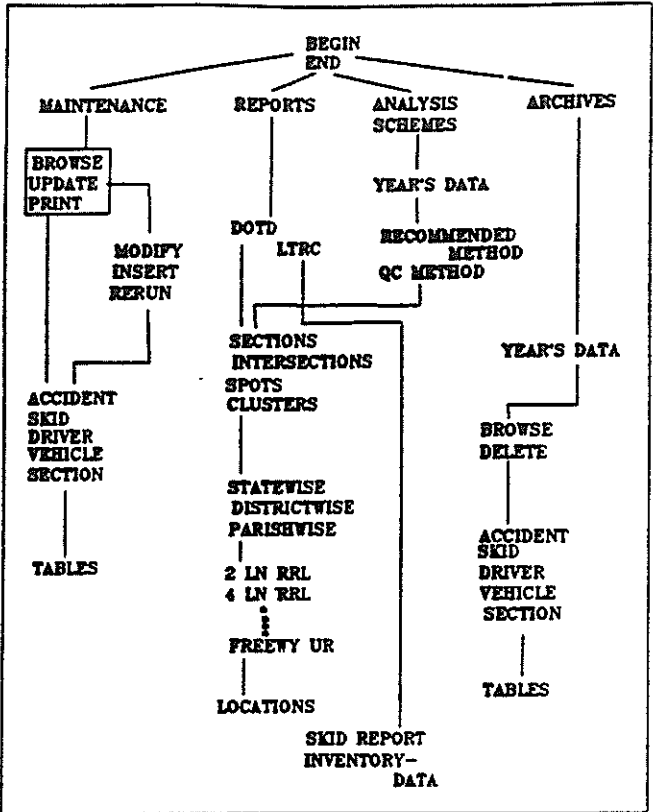 BEGIN
END
MAINTENANCE
REPORTS
ANALYSIS
SCHEMES
ARCHIVES
BROWSE
UPDATE
PRINT
MODIFY
INSERT
RERUN
ACCIDENT
SKID
DRIVER
VEHICLE
SECTION
TABLES
DOTD
LTRC
YEAR'S DATA
RECOMMENDED
METHOD
QC METHOD
SECTIONS
INTERSECTIONS
SPOTS
CLUSTERS
STATEWISE
DISTRICTWISE
PARISHWISE
2 LN RRL
4 LN RRL
FREEWY UR
LOCATIONS
SKID REPORT
INVENTORY-
DATA
YEAR'S DATA
BROWSE
DELETE
ACCIDENT
SKID
DRIVER
VEHICLE
SECTION
TABLES